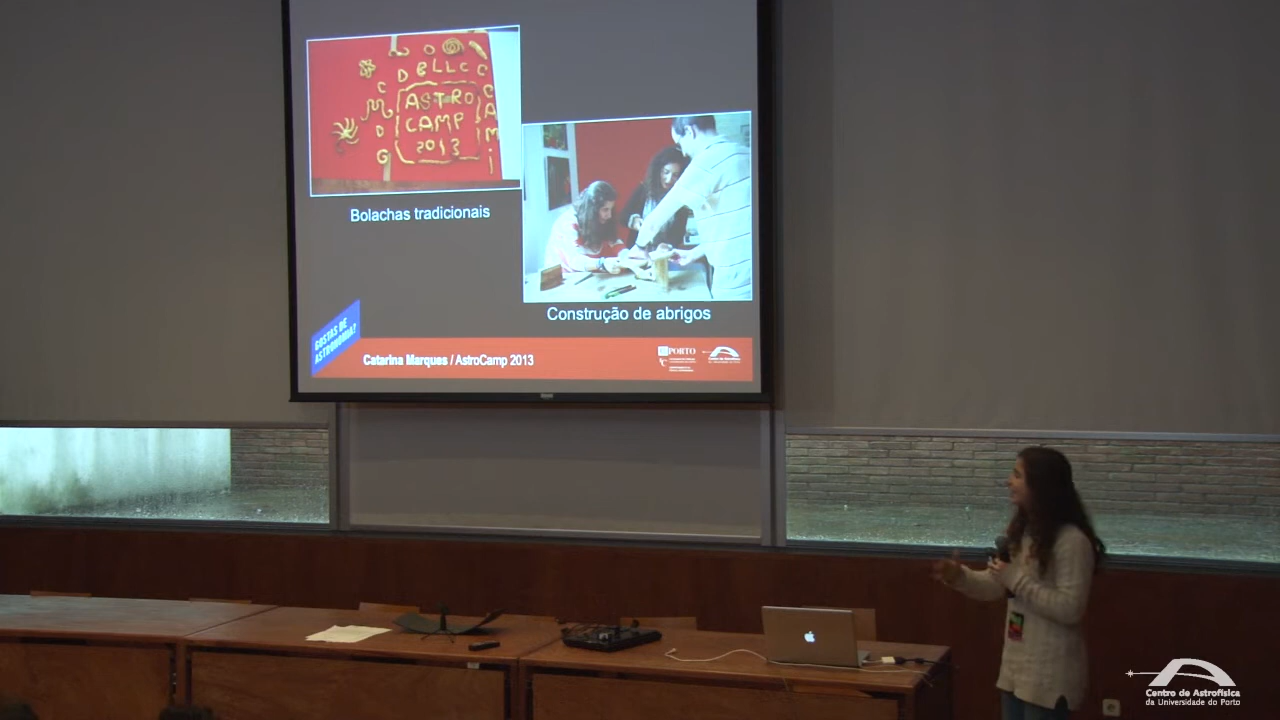 DBLLCC
ASTRO
CAMP
2013
Bolachas tradicionais
Construção de abrigos
GOSTAS DE
ASTRONOMIA?
Catarina Marques / AstroCamp 2013
PORTO
Centro de Astrofísica
da Universidade do Porto